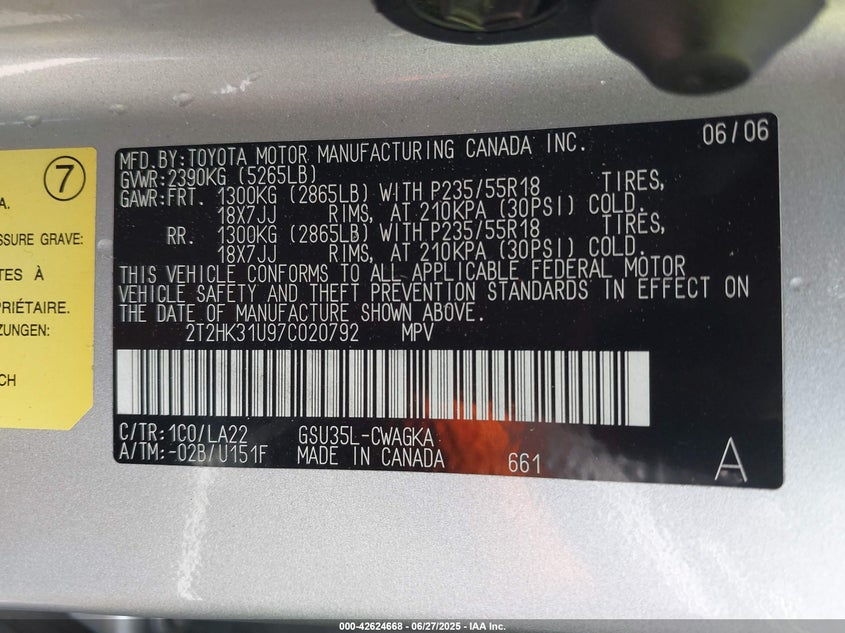 7
A.
SSURE GRAVE:
TES À
PRIÉTAIRE.
ZUNGEN:
CH
06/06
MFD.BY:TOYOTA MOTOR MANUFACTURING CANADA INC.
GVWR:2390KG (5265LB)
GAWR:FRT. 1300KG (2865LB) WITH P235/55R18 TIRES,
18X7JJ RIMS, AT 210KPA (30PSI) COLD.
RR. 1300KG (2865LB) WITH P235/55R18 TIRES,
18X7JJ RIMS, AT 210KPA (30PSI) COLD.
THIS VEHICLE CONFORMS TO ALL APPLICABLE FEDERAL MOTOR
VEHICLE SAFETY AND THEFT PREVENTION STANDARDS IN EFFECT ON
THE DATE OF MANUFACTURE SHOWN ABOVE.
2T2HK31U97C020792 MPV
C/TR:1C0/LA22 GSU35L-CWAGKA
A/TM:-02B/U151F MADE IN CANADA 661
A
000-42624668 - 06/27/2025 - IAA Inc.